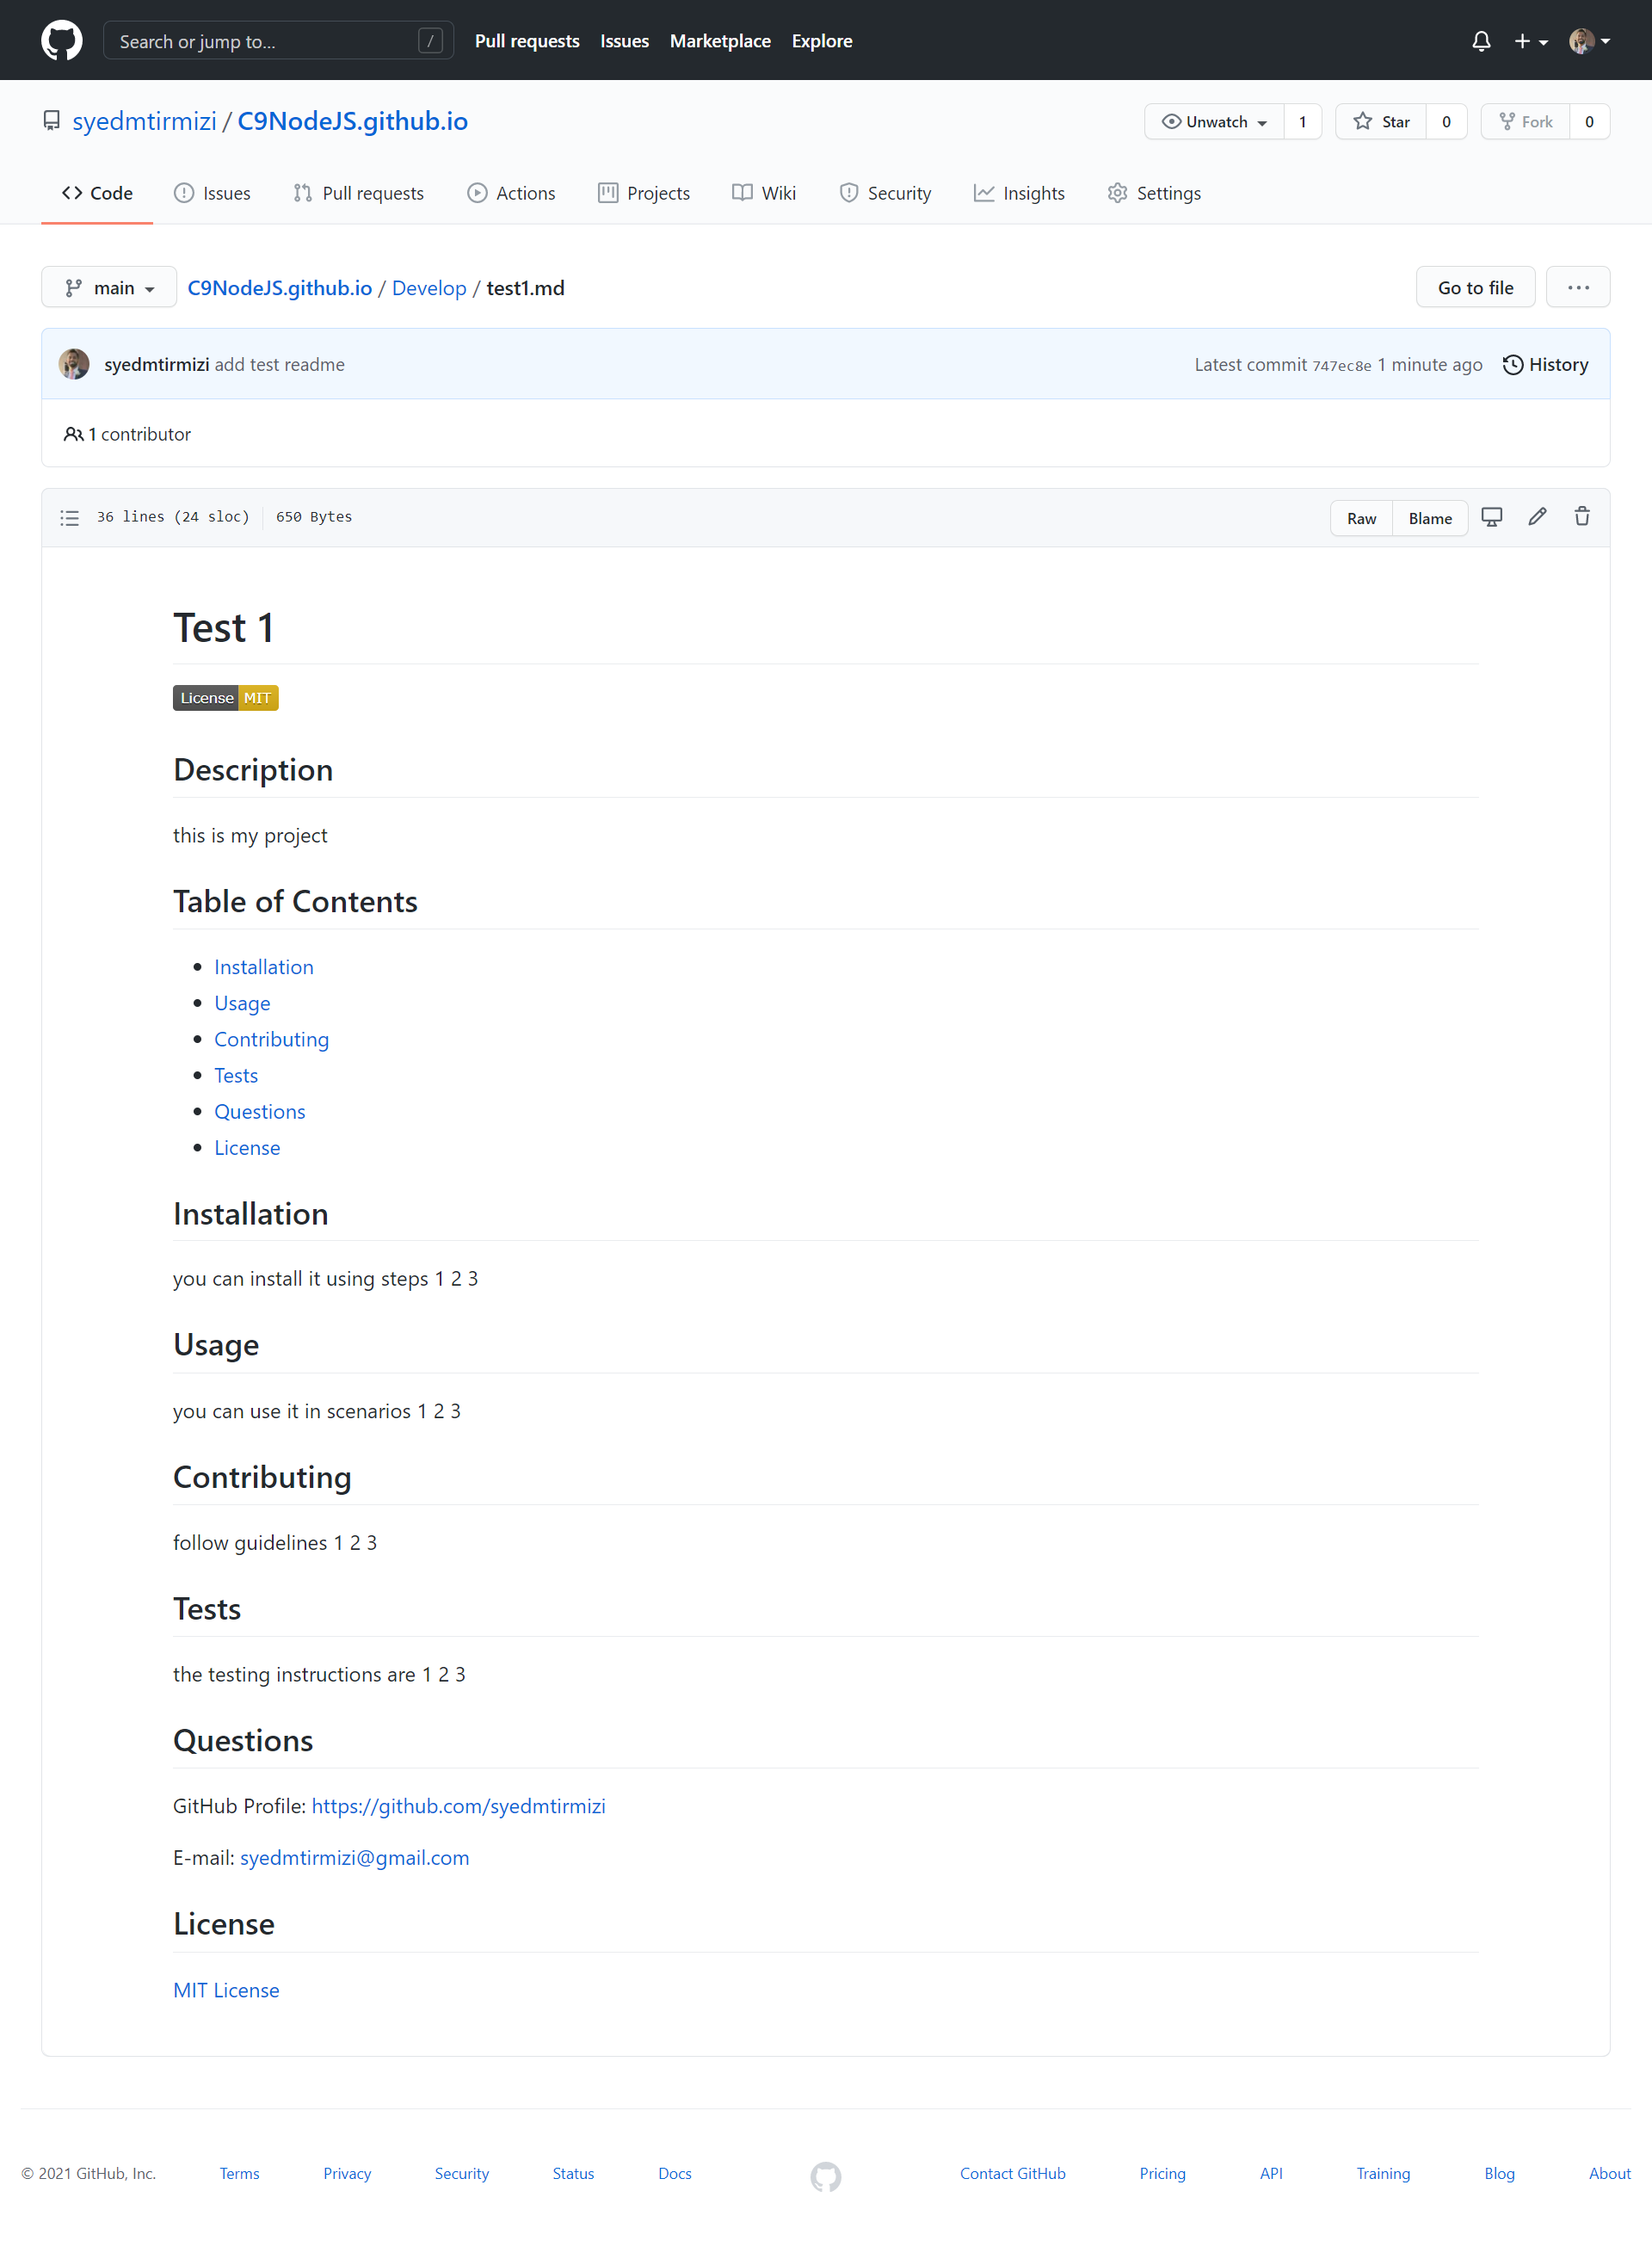 Search or jump to... /
Pull requests Issues Marketplace Explore
syedmtirmizi / C9NodeJS.github.io
Unwatch 1 Star 0 Fork 0
Code Issues Pull requests Actions Projects Wiki Security Insights Settings
main C9NodeJS.github.io / Develop / test1.md Go to file ...
syedmtirmizi add test readme Latest commit 747ec8e 1 minute ago History
1 contributor
36 lines (24 sloc) 650 Bytes Raw Blame
Test 1
License MIT
Description
this is my project
Table of Contents
• Installation
• Usage
• Contributing
• Tests
• Questions
• License
Installation
you can install it using steps 1 2 3
Usage
you can use it in scenarios 1 2 3
Contributing
follow guidelines 1 2 3
Tests
the testing instructions are 1 2 3
Questions
GitHub Profile: https://github.com/syedmtirmizi
E-mail: syedmtirmizi@gmail.com
License
MIT License
© 2021 GitHub, Inc. Terms Privacy Security Status Docs Contact GitHub Pricing API Training Blog About